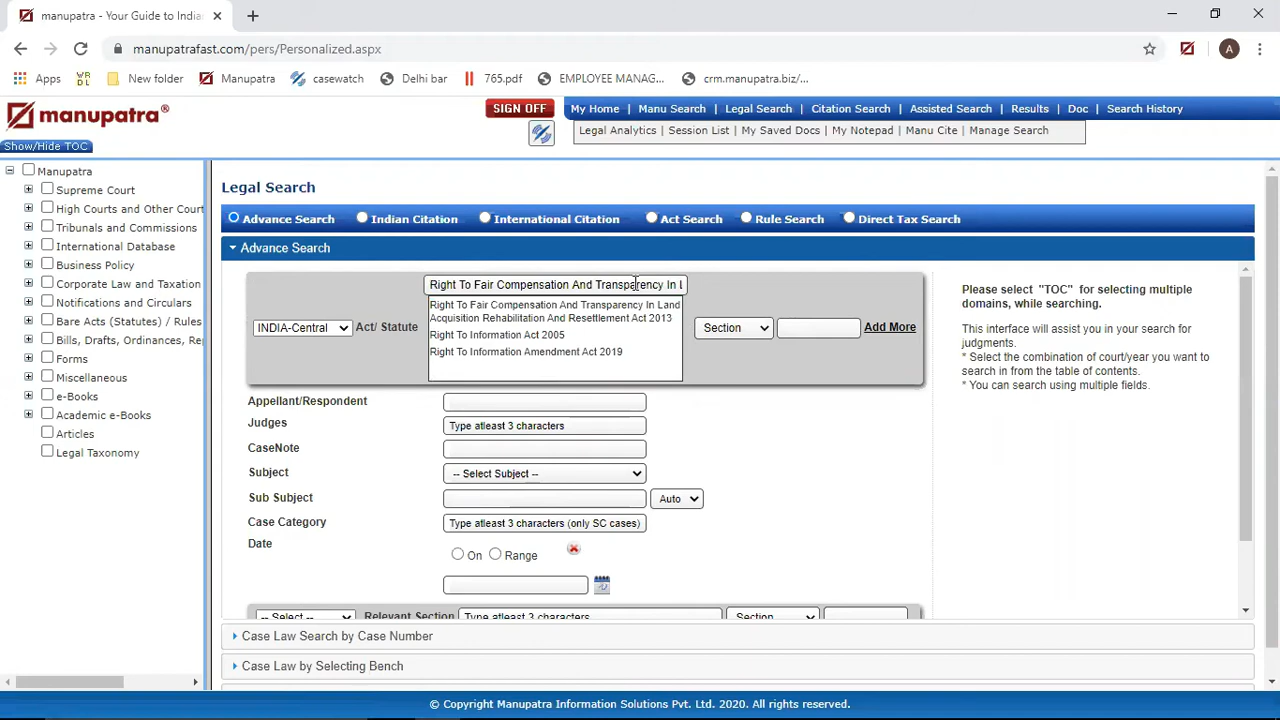 manupatra - Your Guide to India
manupatrafast.com/pers/Personalized.aspx
A
Apps
New folder
Manupatra
casewatch
Delhi bar
765.pdf
EMPLOYEE MANAG...
crm.manupatra.biz/...
manupatra®
SIGN OFF
My Home | Manu Search | Legal Search | Citation Search | Assisted Search | Results | Doc | Search History
Legal Analytics | Session List | My Saved Docs | My Notepad | Manu Cite | Manage Search
Show/Hide TOC
Manupatra
Supreme Court
High Courts and Other Court
Tribunals and Commissions
International Database
Business Policy
Corporate Law and Taxation
Notifications and Circulars
Bare Acts (Statutes) / Rules
Bills, Drafts, Ordinances, Rep
Forms
Miscellaneous
e-Books
Academic e-Books
Articles
Legal Taxonomy
Legal Search
Advance Search
Indian Citation
International Citation
Act Search
Rule Search
Direct Tax Search
Advance Search
Right To Fair Compensation And Transparency In L
Right To Fair Compensation And Transparency In Land
Acquisition Rehabilitation And Resettlement Act 2013
INDIA-Central
Act/ Statute
Section
Add More
Right To Information Act 2005
Right To Information Amendment Act 2019
Appellant/Respondent
Judges
Type atleast 3 characters
CaseNote
Subject
-- Select Subject --
Sub Subject
Auto
Case Category
Type atleast 3 characters (only SC cases)
Date
On
Range
-- Select --
Relevant Section
Type atleast 3 characters
Section
Please select "TOC" for selecting multiple
domains, while searching.
This interface will assist you in your search for
judgments.
* Select the combination of court/year you want to
search in from the table of contents.
* You can search using multiple fields.
Case Law Search by Case Number
Case Law by Selecting Bench
© Copyright Manupatra Information Solutions Pvt. Ltd. 2020. All rights reserved.